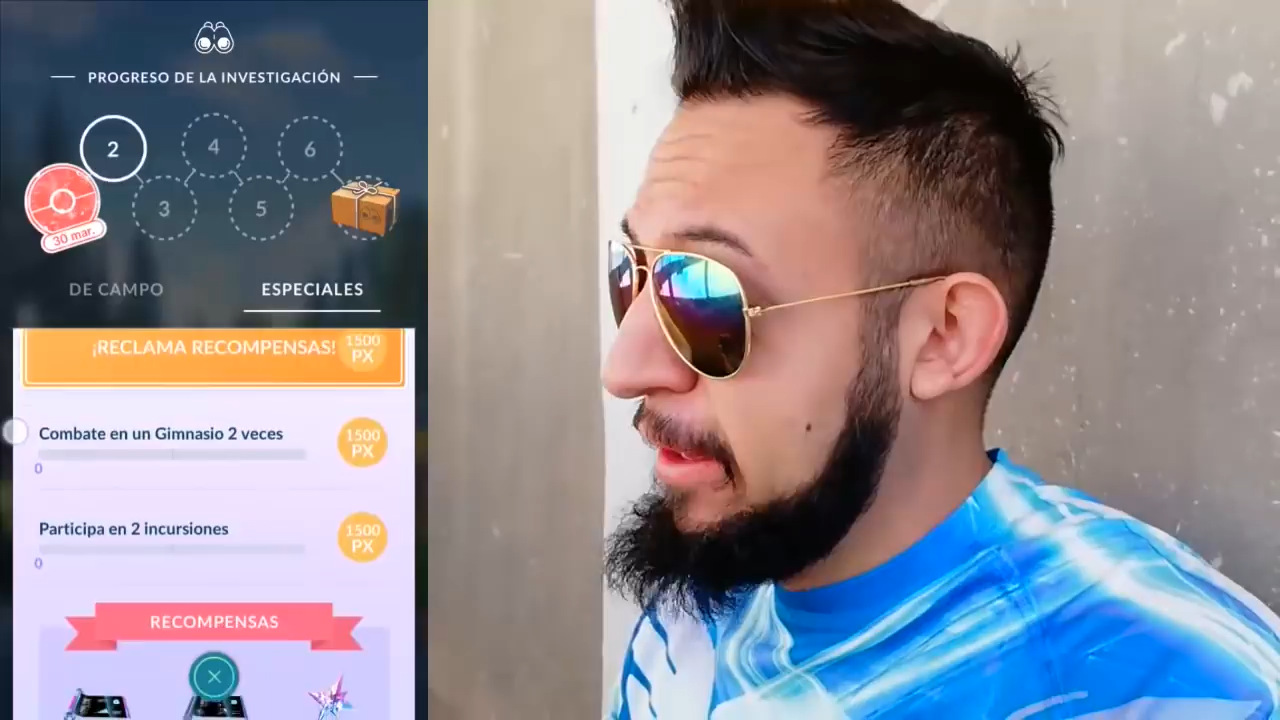 PROGRESO DE LA INVESTIGACIÓN
2
4
6
3
5
30 mar.
DE CAMPO
ESPECIALES
¡RECLAMA RECOMPENSAS!
1500
PX
Combate en un Gimnasio 2 veces
1500
PX
0
Participa en 2 incursiones
1500
PX
0
RECOMPENSAS